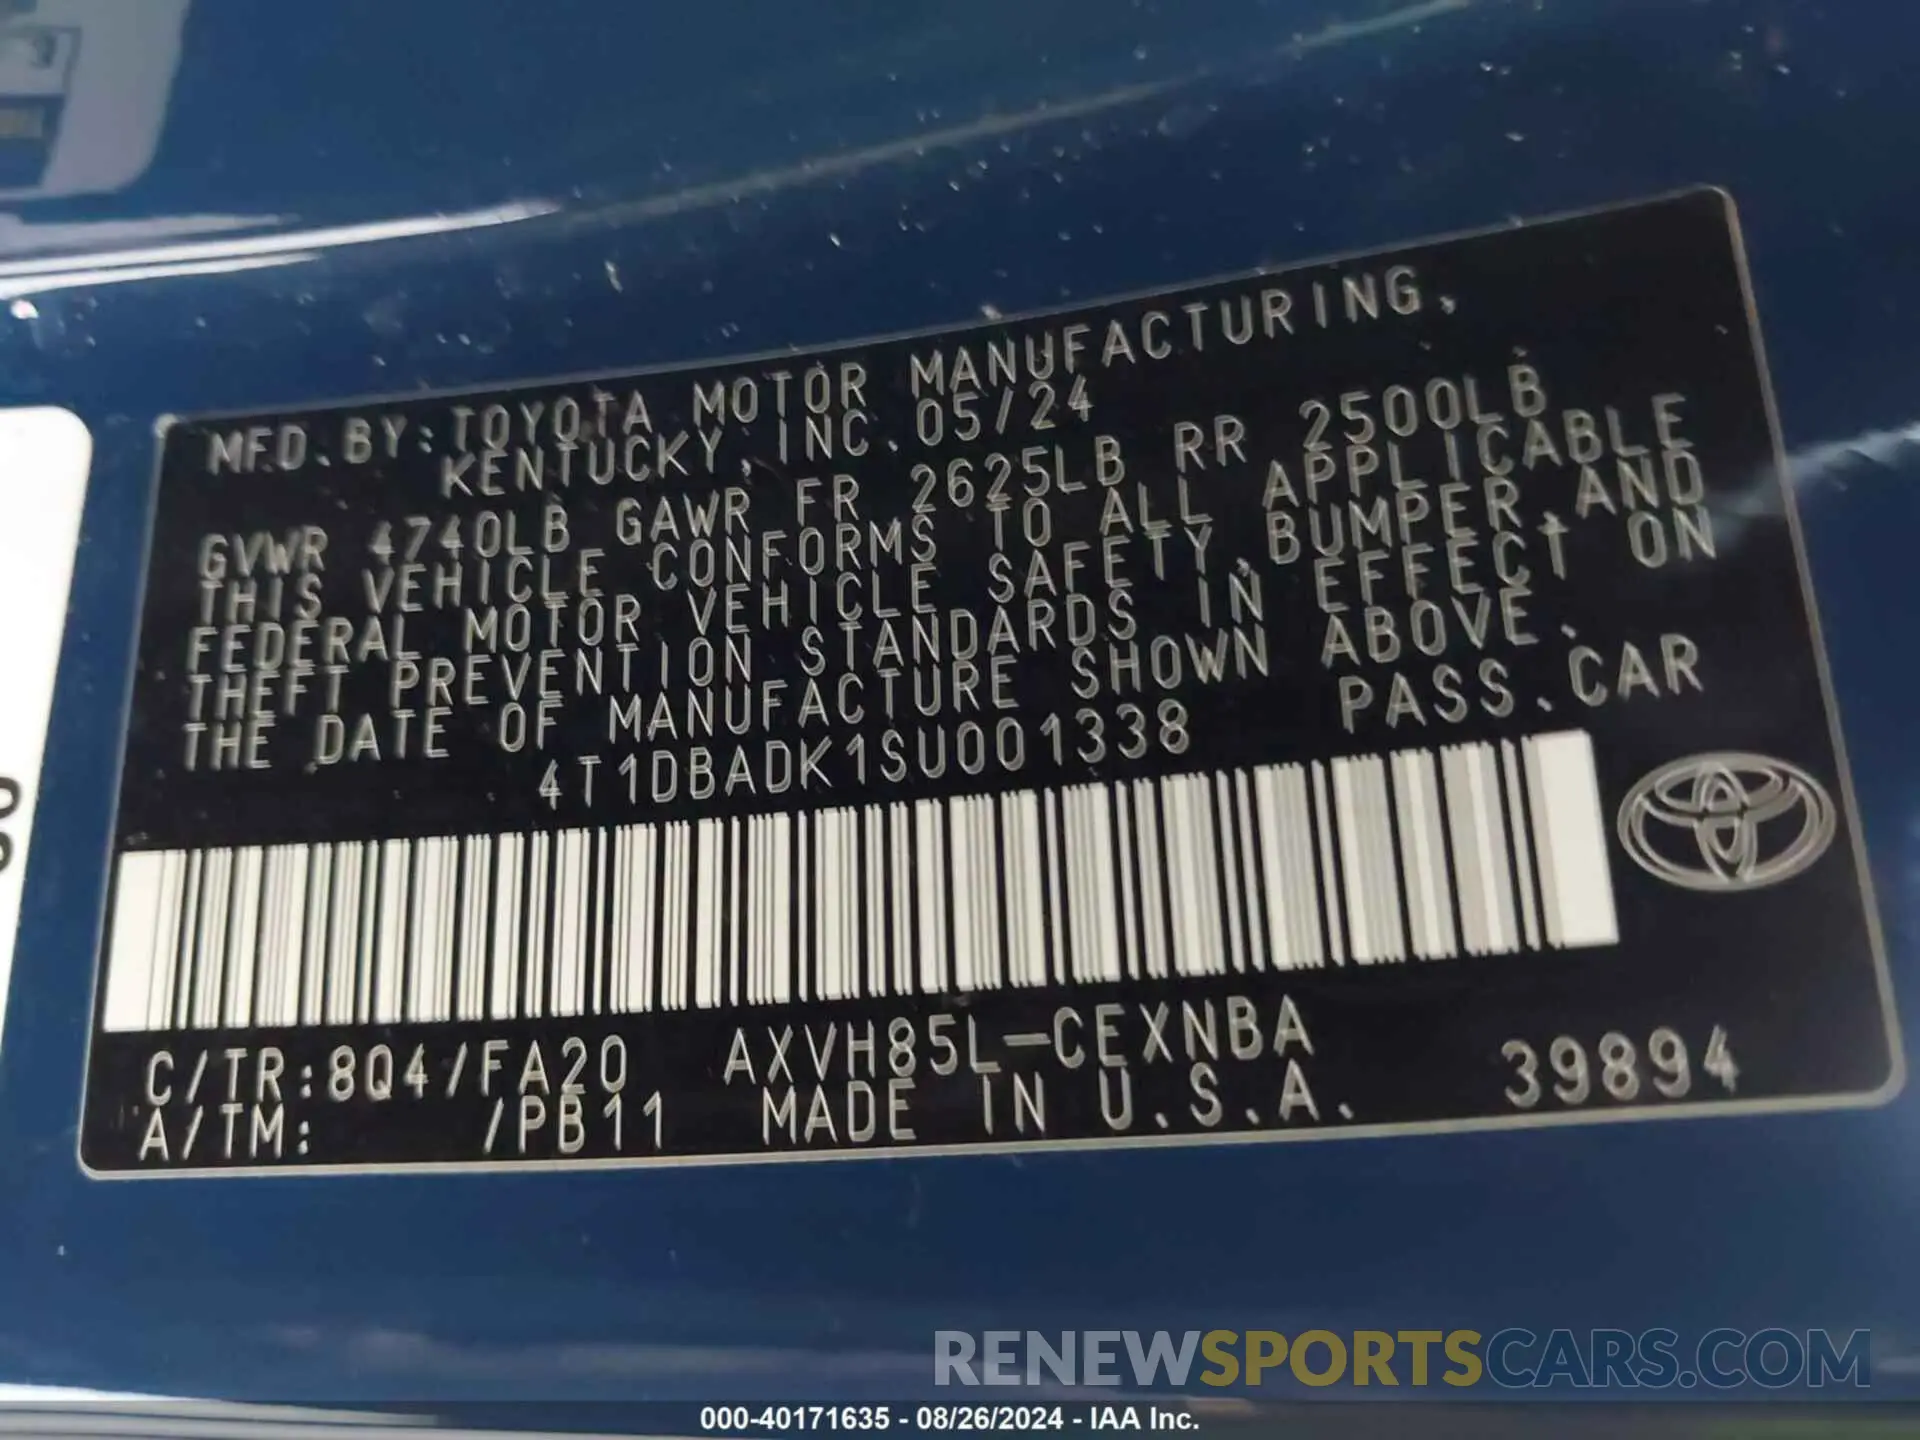 MFD.BY:TOYOTA MOTOR MANUFACTURING,
KENTUCKY,INC.05/24
GVWR 4740LB GAWR FR 2625LB RR 2500LB
THIS VEHICLE CONFORMS TO ALL APPLICABLE
FEDERAL MOTOR VEHICLE SAFETY,BUMPER,AND
THEFT PREVENTION STANDARDS IN EFFECT ON
THE DATE OF MANUFACTURE SHOWN ABOVE.
4T1DBADK1SU001338 PASS.CAR
C/TR:8Q4/FA20 AXVH85L-CEXNBA 39894
A/TM: /PB11 MADE IN U.S.A.
RENEWSPORTSCARS.COM
000-40171635 - 08/26/2024 - IAA Inc.